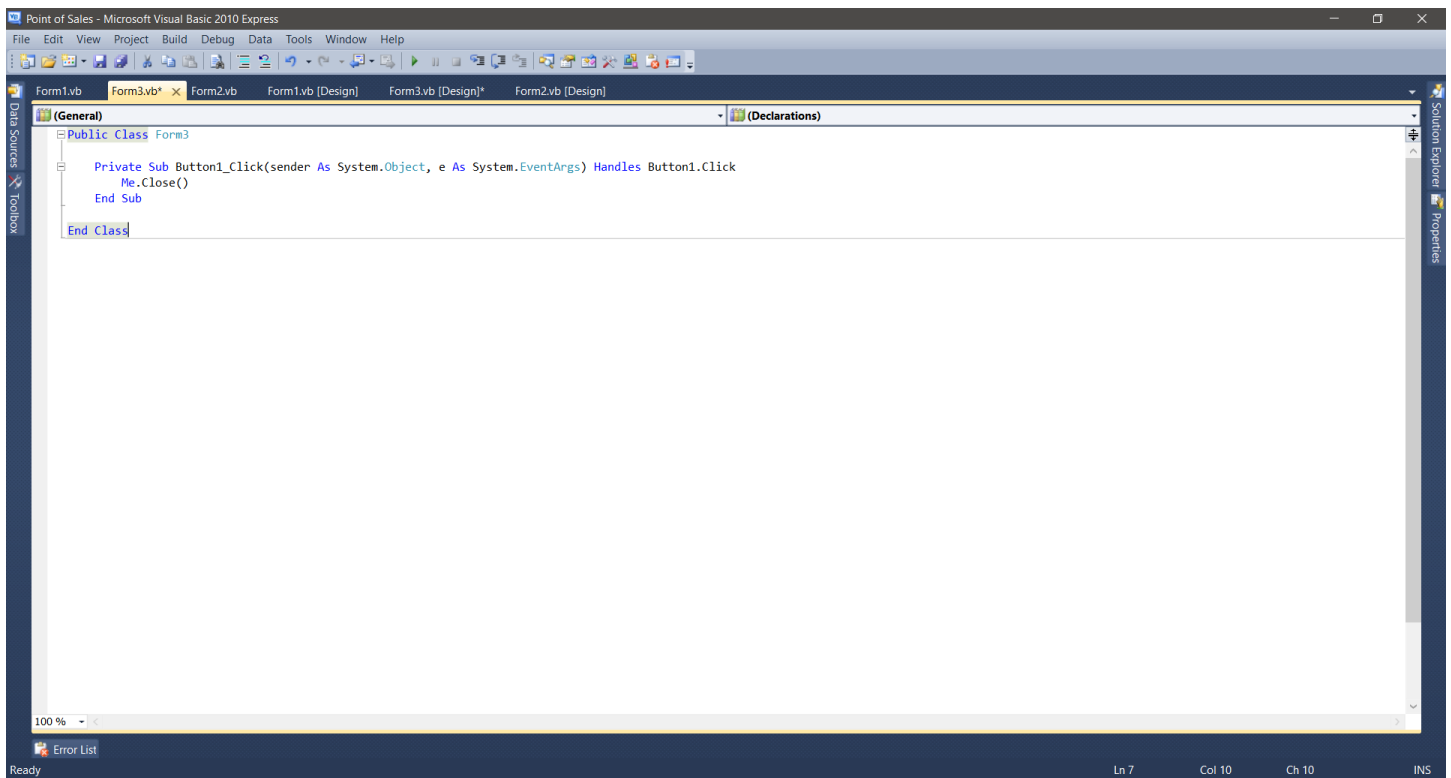 Point of Sales - Microsoft Visual Basic 2010 Express
File Edit View Project Build Debug Data Tools Window Help
Form1.vb Form3.vb* Form2.vb Form1.vb [Design] Form3.vb [Design]* Form2.vb [Design]
(General) (Declarations)
Data Sources
Toolbox
Public Class Form3
Private Sub Button1_Click(sender As System.Object, e As System.EventArgs) Handles Button1.Click
Me.Close()
End Sub
End Class
Solution Explorer
Properties
100 %
Error List
Ready Ln 7 Col 10 Ch 10 INS